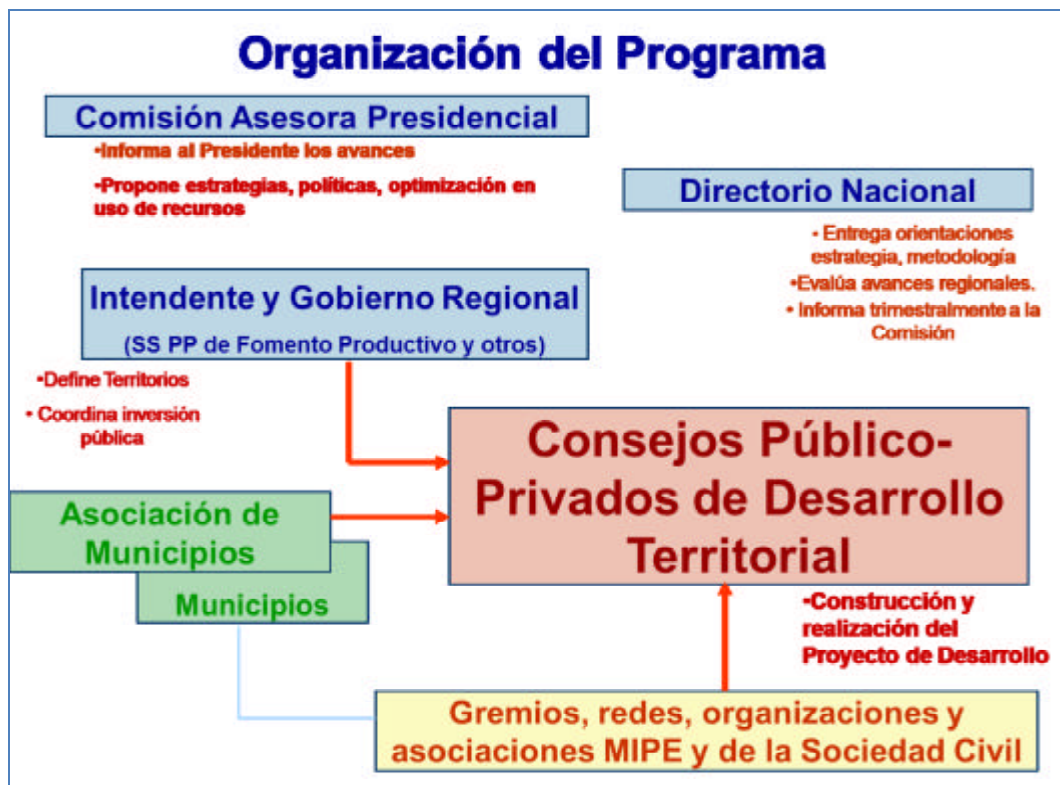 Organización del Programa
Comisión Asesora Presidencial
•Informa al Presidente los avances
•Propone estrategias, políticas, optimización en
uso de recursos
Directorio Nacional
• Entrega orientaciones
estrategia, metodología
•Evalúa avances regionales.
• Informa trimestralmente a la
Comisión
Intendente y Gobierno Regional
(SS PP de Fomento Productivo y otros)
•Define Territorios
• Coordina inversión
pública
Consejos Público-
Privados de Desarrollo
Territorial
Asociación de
Municipios
Municipios
•Construcción y
realización del
Proyecto de Desarrollo
Gremios, redes, organizaciones y
asociaciones MIPE y de la Sociedad Civil